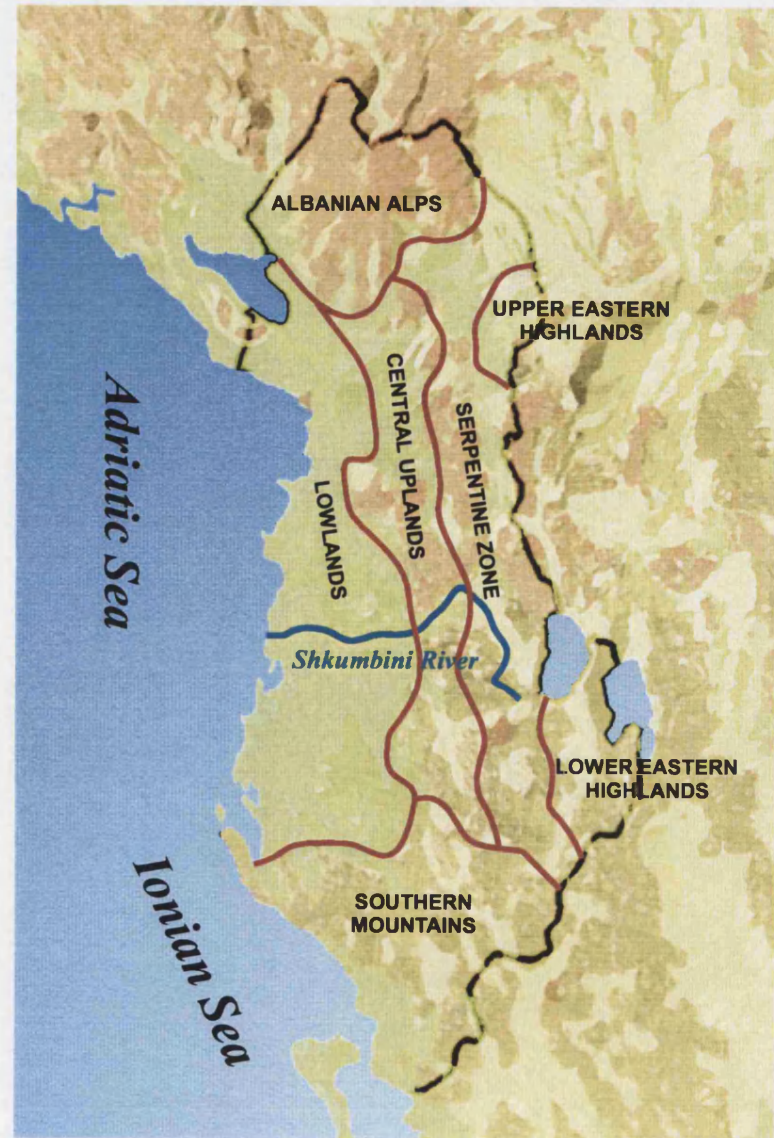 ALBANIAN ALPS
UPPER EASTERN
HIGHLANDS
CENTRAL UPLANDS
SERPENTINE ZONE
LOWLANDS
Adriatic Sea
Shkumbini River
LOWER EASTERN
HIGHLANDS
SOUTHERN
MOUNTAINS
Ionian Sea